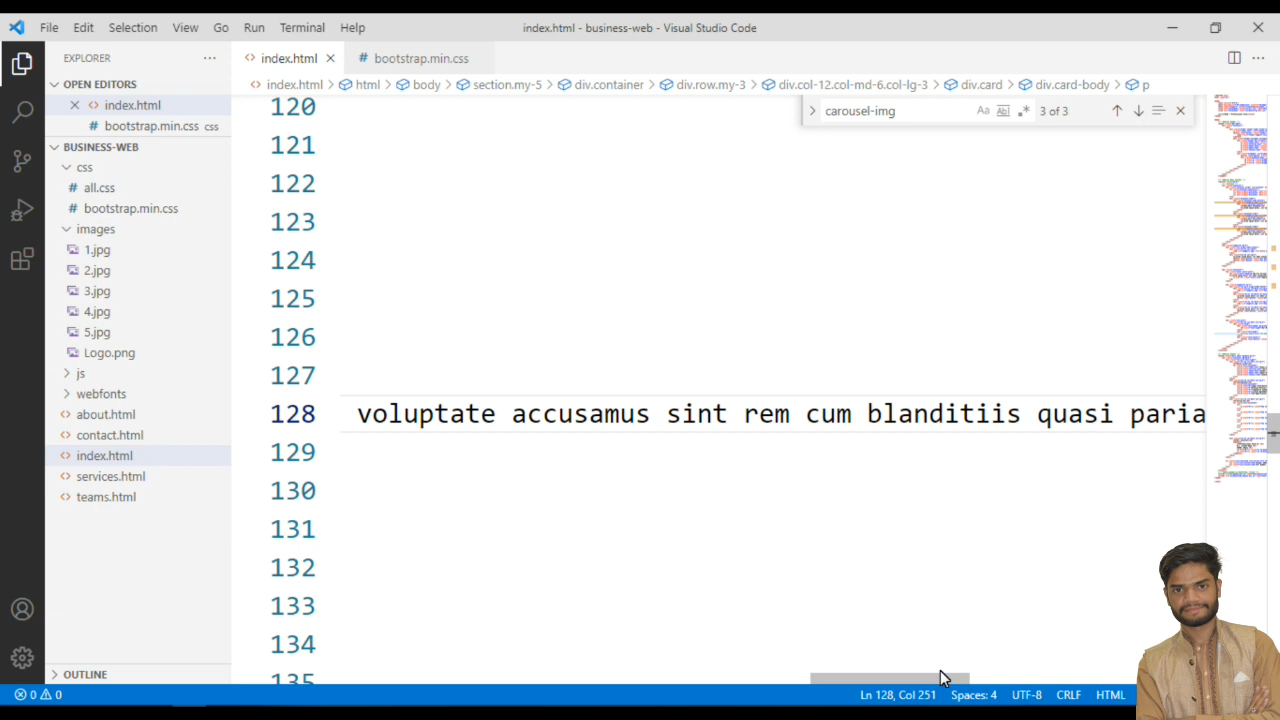 File Edit Selection View Go Run Terminal Help index.html - business-web - Visual Studio Code
EXPLORER
index.html
bootstrap.min.css
OPEN EDITORS
index.html > html > body > section.my-5 > div.container > div.row.my-3 > div.col-12.col-md-6.col-lg-3 > div.card > div.card-body > p
index.html
bootstrap.min.css css
BUSINESS-WEB
css
all.css
bootstrap.min.css
images
1.jpg
2.jpg
3.jpg
4.jpg
5.jpg
Logo.png
js
webfonts
about.html
contact.html
index.html
services.html
teams.html
OUTLINE
carousel-img Aa Ab 3 of 3
120
121
122
123
124
125
126
127
128 voluptate accusamus sint rem cum blanditiis quasi paria
129
130
131
132
133
134
135
0 0 Ln 128, Col 251 Spaces: 4 UTF-8 CRLF HTML